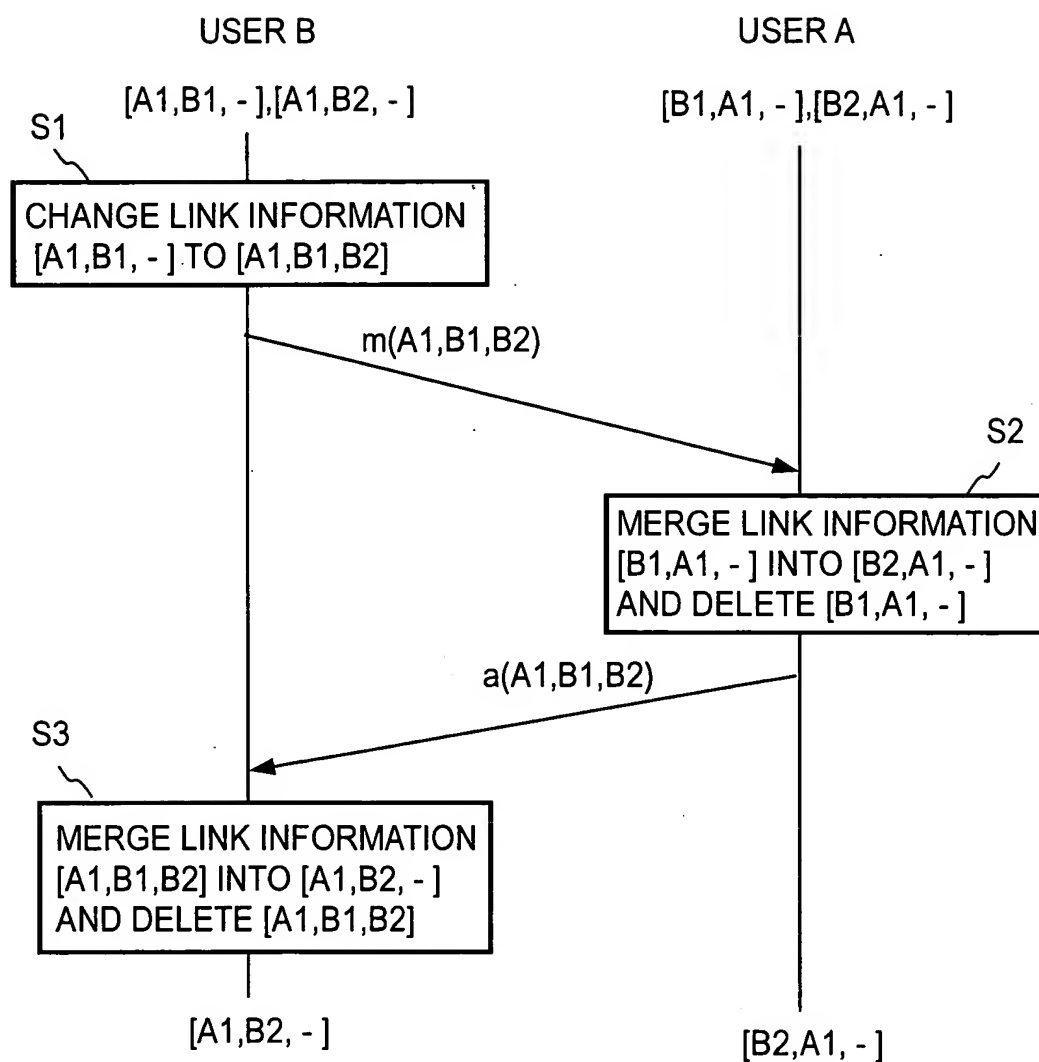 USER B
USER A
[A1,B1, - ],[A1,B2, - ]
[B1,A1, - ],[B2,A1, - ]
S1
CHANGE LINK INFORMATION
[A1,B1, - ] TO [A1,B1,B2]
m(A1,B1,B2)
S2
MERGE LINK INFORMATION
[B1,A1, - ] INTO [B2,A1, - ]
AND DELETE [B1,A1, - ]
a(A1,B1,B2)
S3
MERGE LINK INFORMATION
[A1,B1,B2] INTO [A1,B2, - ]
AND DELETE [A1,B1,B2]
[A1,B2, - ]
[B2,A1, - ]